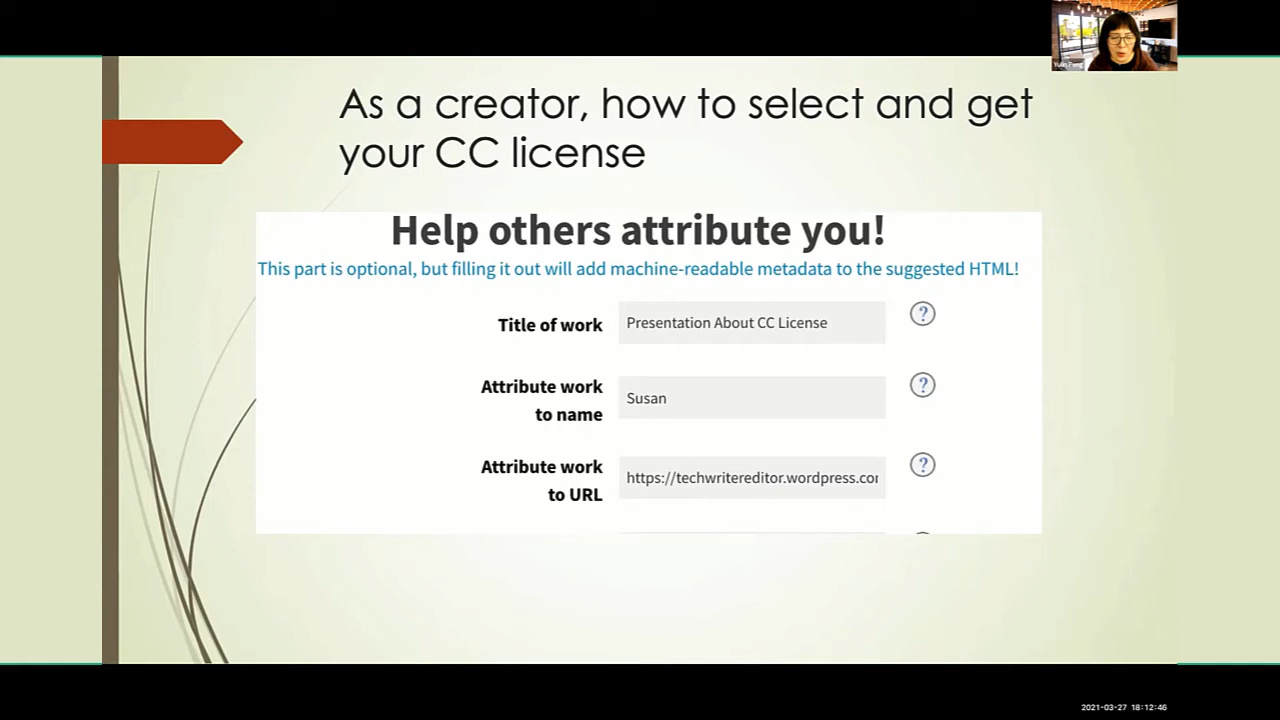 As a creator, how to select and get
your CC license
Help others attribute you!
This part is optional, but filling it out will add machine-readable metadata to the suggested HTML!
Title of work
Presentation About CC License
?
Attribute work
to name
Susan
?
Attribute work
to URL
https://techwritereditor.wordpress.co
?
2021-03-27 18:12:46